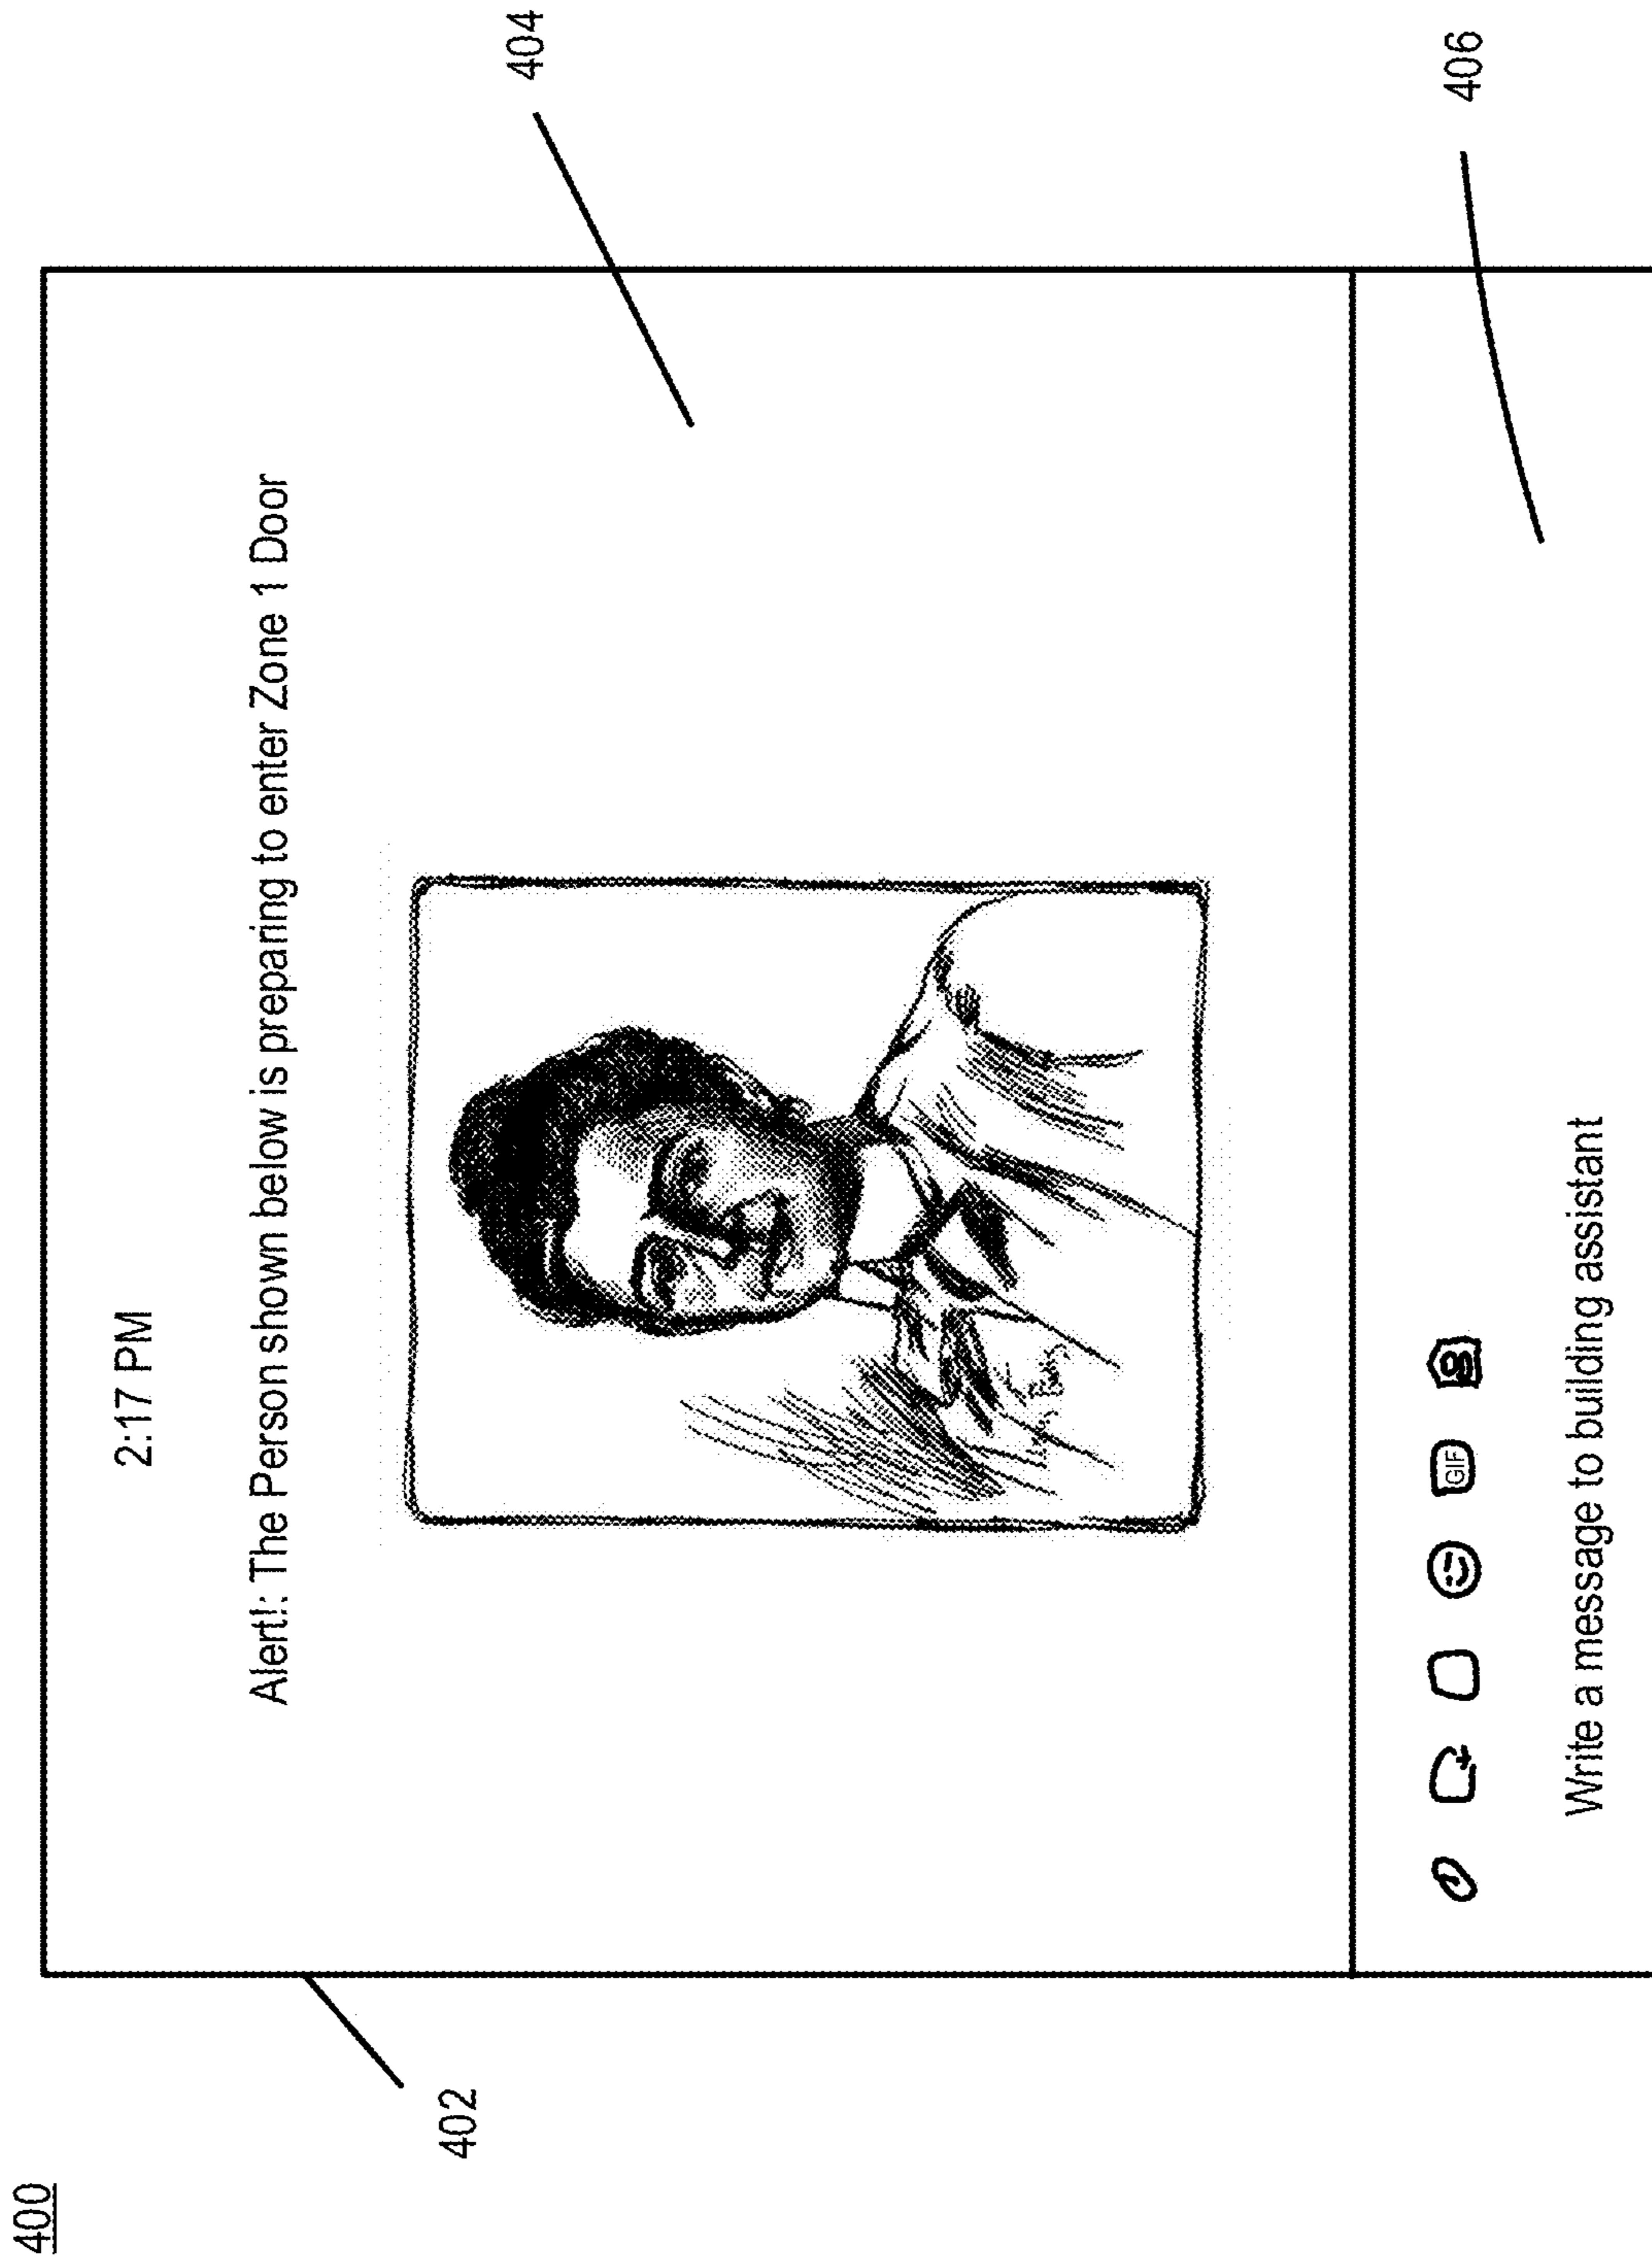 400
402
404
406
2:17 PM
Alert!: The Person shown below is preparing to enter Zone 1 Door
GIF
Write a message to building assistant